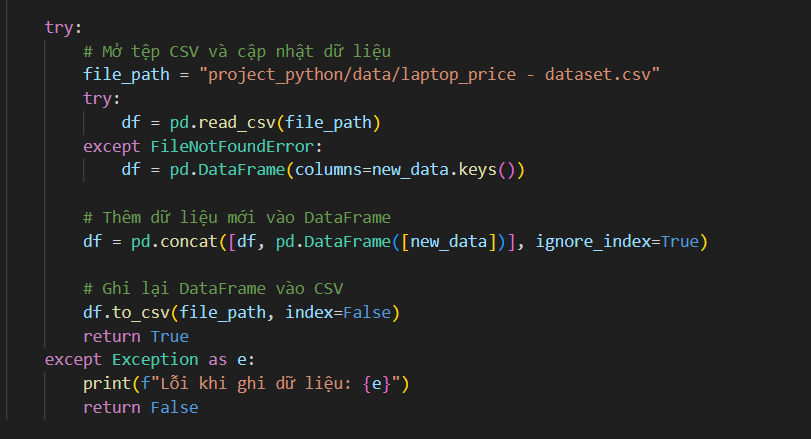 try:
    # Mở tệp CSV và cập nhật dữ liệu
    file_path = "project_python/data/laptop_price - dataset.csv"
    try:
        df = pd.read_csv(file_path)
    except FileNotFoundError:
        df = pd.DataFrame(columns=new_data.keys())

    # Thêm dữ liệu mới vào DataFrame
    df = pd.concat([df, pd.DataFrame([new_data])], ignore_index=True)

    # Ghi lại DataFrame vào CSV
    df.to_csv(file_path, index=False)
    return True
except Exception as e:
    print(f"Lỗi khi ghi dữ liệu: {e}")
    return False